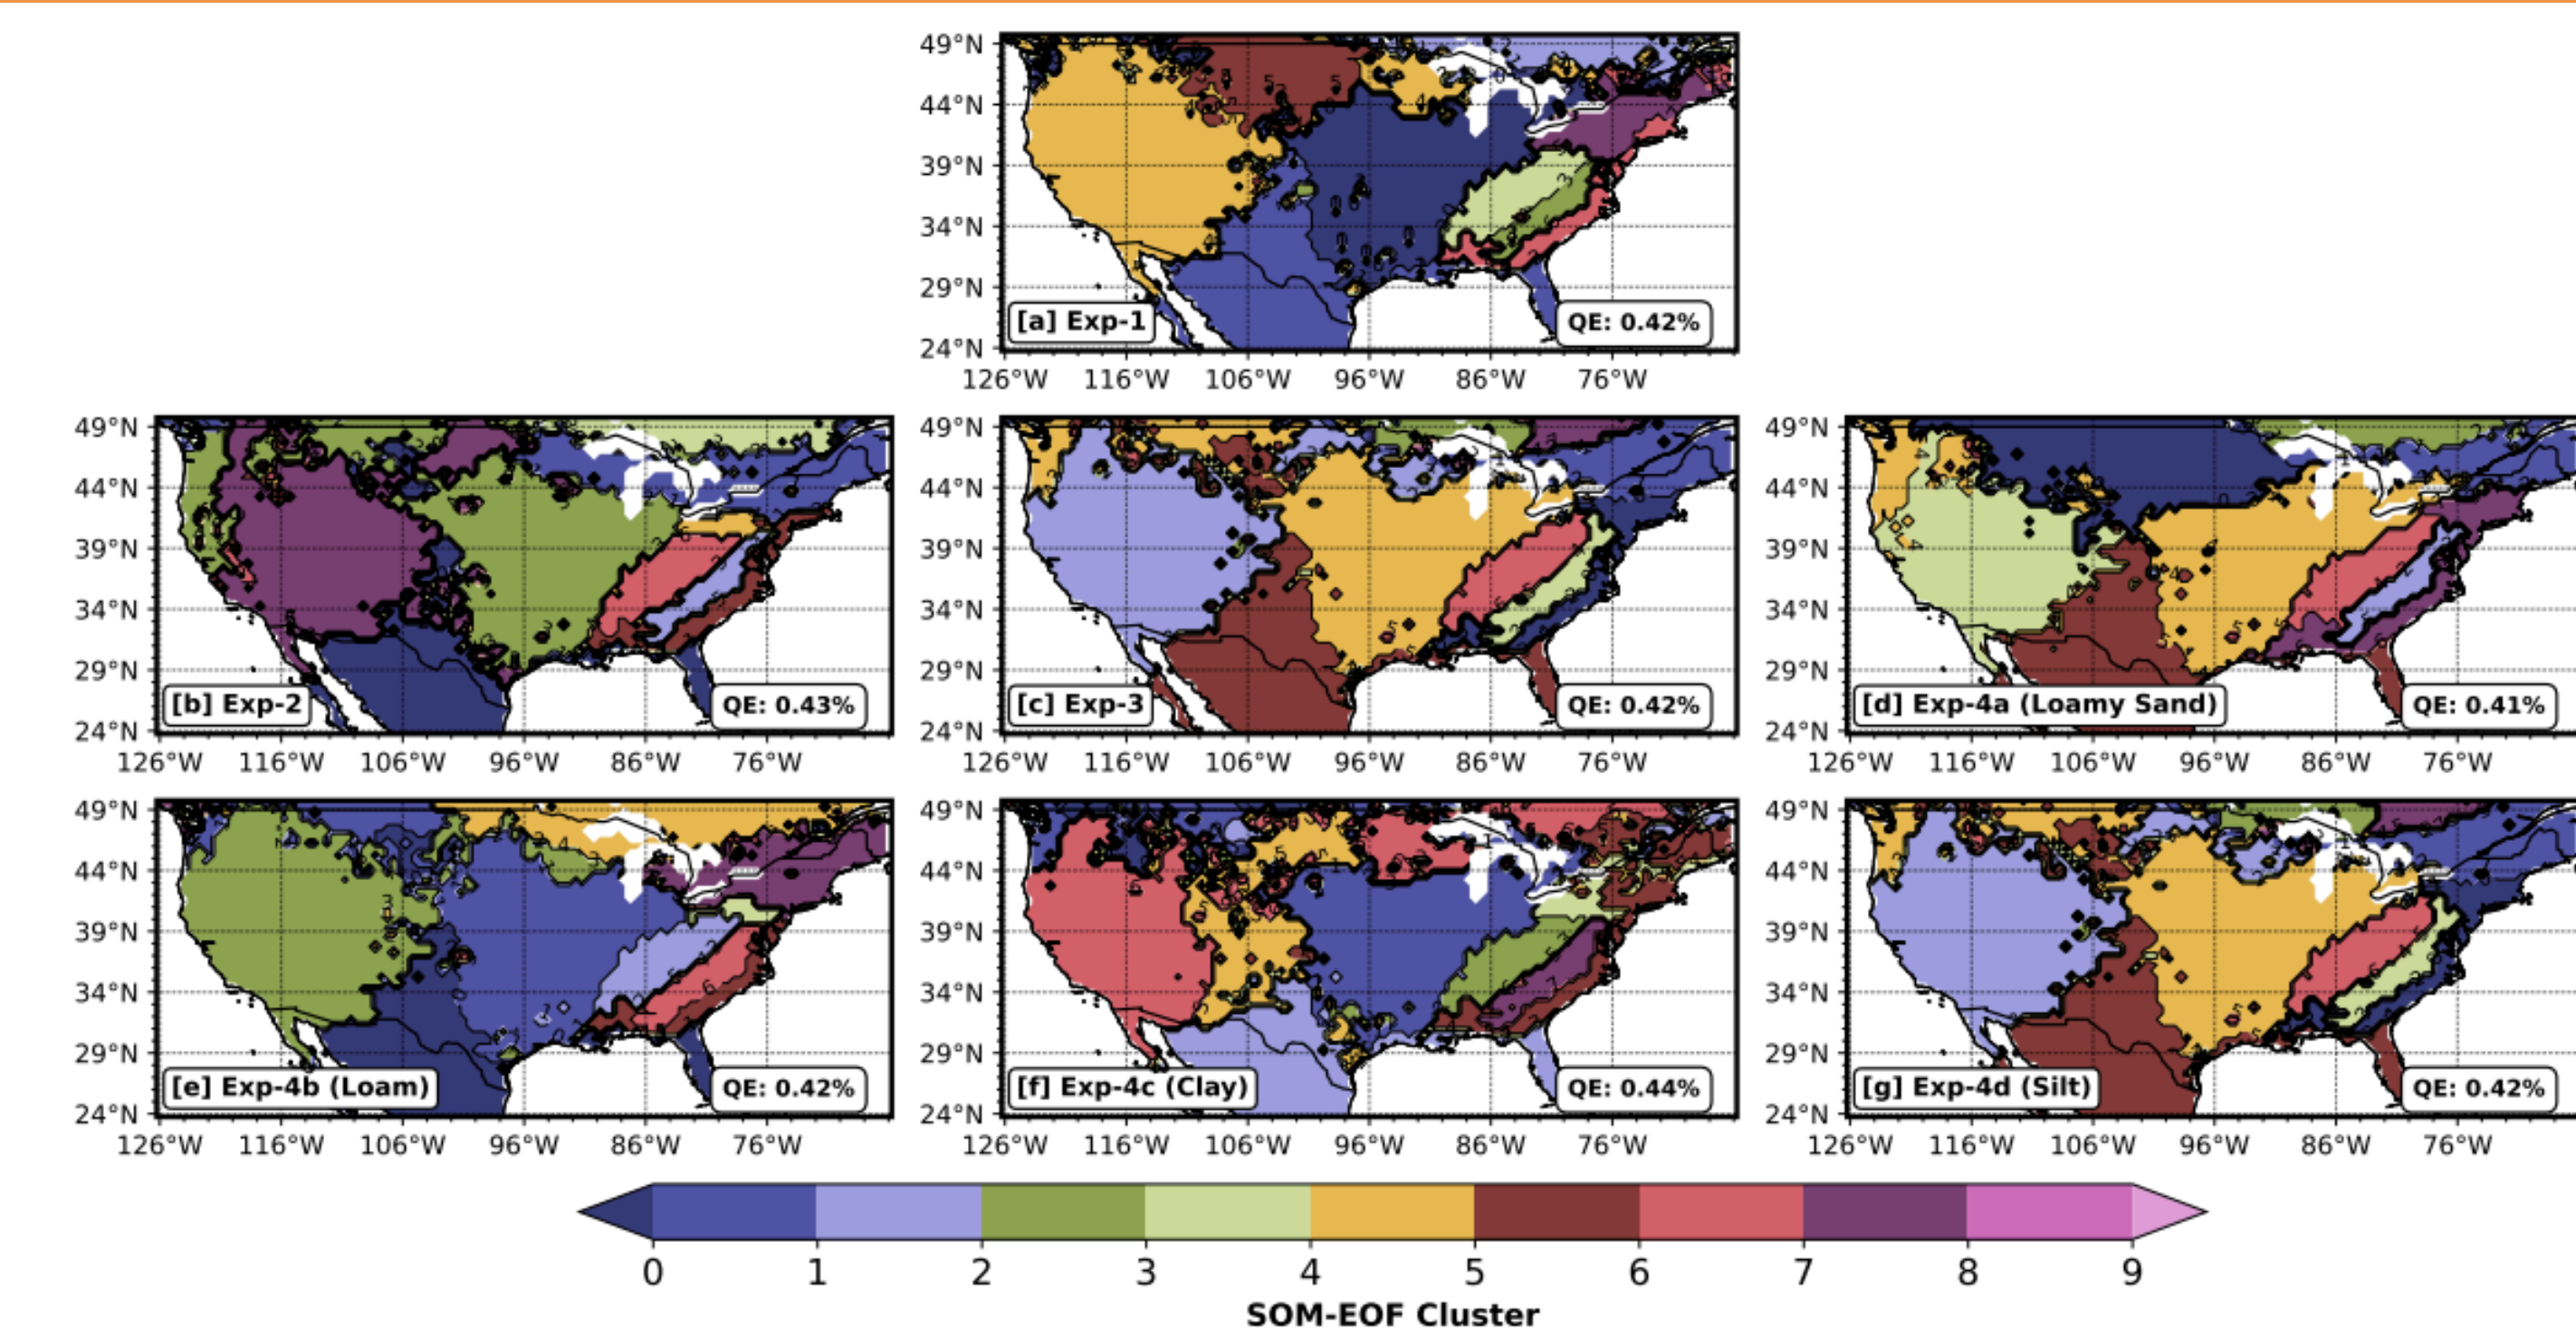 49°N
44°N
39°N
34°N
29°N
24°N
[a] Exp-1
QE: 0.42%
126°W 116°W 106°W 96°W 86°W 76°W
49°N
44°N
39°N
34°N
29°N
24°N
[b] Exp-2
QE: 0.43%
126°W 116°W 106°W 96°W 86°W 76°W
49°N
44°N
39°N
34°N
29°N
24°N
[c] Exp-3
QE: 0.42%
126°W 116°W 106°W 96°W 86°W 76°W
49°N
44°N
39°N
34°N
29°N
24°N
[d] Exp-4a (Loamy Sand)
QE: 0.41%
126°W 116°W 106°W 96°W 86°W 76°W
49°N
44°N
39°N
34°N
29°N
24°N
[e] Exp-4b (Loam)
QE: 0.42%
126°W 116°W 106°W 96°W 86°W 76°W
49°N
44°N
39°N
34°N
29°N
24°N
[f] Exp-4c (Clay)
QE: 0.44%
126°W 116°W 106°W 96°W 86°W 76°W
49°N
44°N
39°N
34°N
29°N
24°N
[g] Exp-4d (Silt)
QE: 0.42%
126°W 116°W 106°W 96°W 86°W 76°W
0 1 2 3 4 5 6 7 8 9
SOM-EOF Cluster